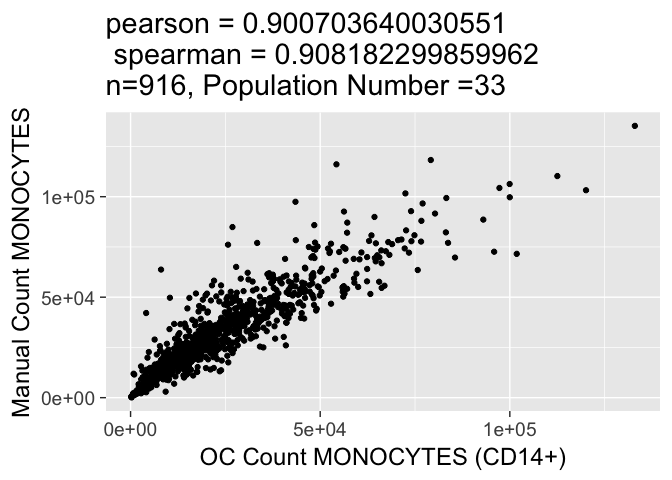 pearson = 0.900703640030551
spearman = 0.908182299859962
n=916, Population Number =33
Manual Count MONOCYTES
1e+05
5e+04
0e+00
0e+00 5e+04 1e+05
OC Count MONOCYTES (CD14+)